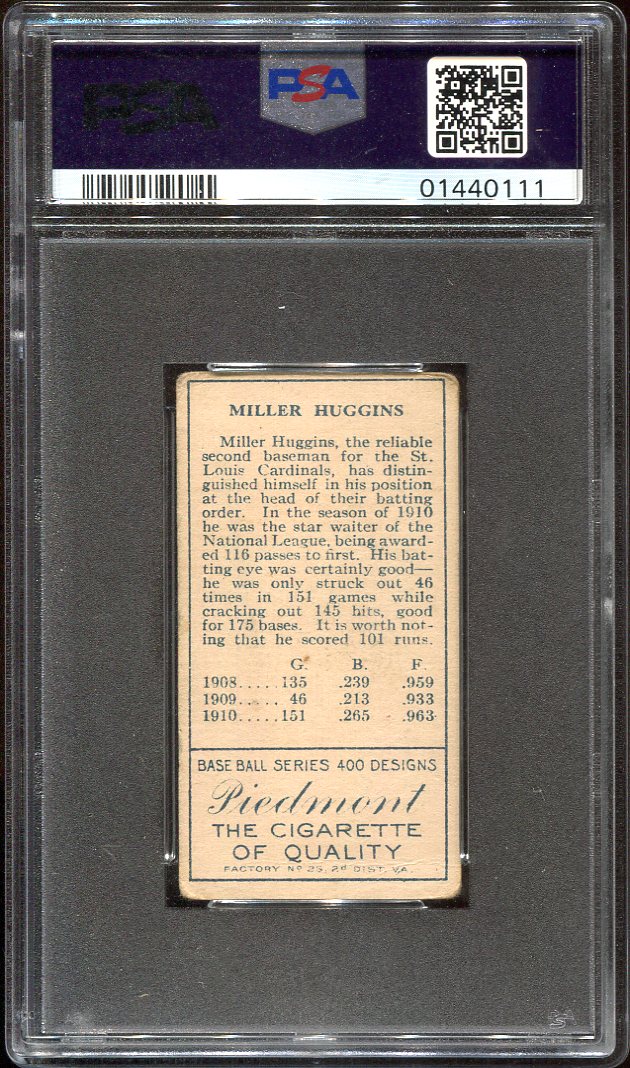 PSA
PSA
01440111
MILLER HUGGINS
Miller Huggins, the reliable
second baseman for the St.
Louis Cardinals, has distin-
guished himself in his position
at the head of their batting
order. In the season of 1910
he was the star waiter of the
National League, being award-
ed 116 passes to first. His bat-
ting eye was certainly good—
he was only struck out 46
times in 151 games while
cracking out 145 hits, good
for 175 bases. It is worth not-
ing that he scored 101 runs.
G. B. F.
1908.....135 .239 .959
1909.....46 .213 .933
1910.....151 .265 .963
BASE BALL SERIES 400 DESIGNS
Piedmont
THE CIGARETTE
OF QUALITY
FACTORY Nº 25, 2d DIST. VA.